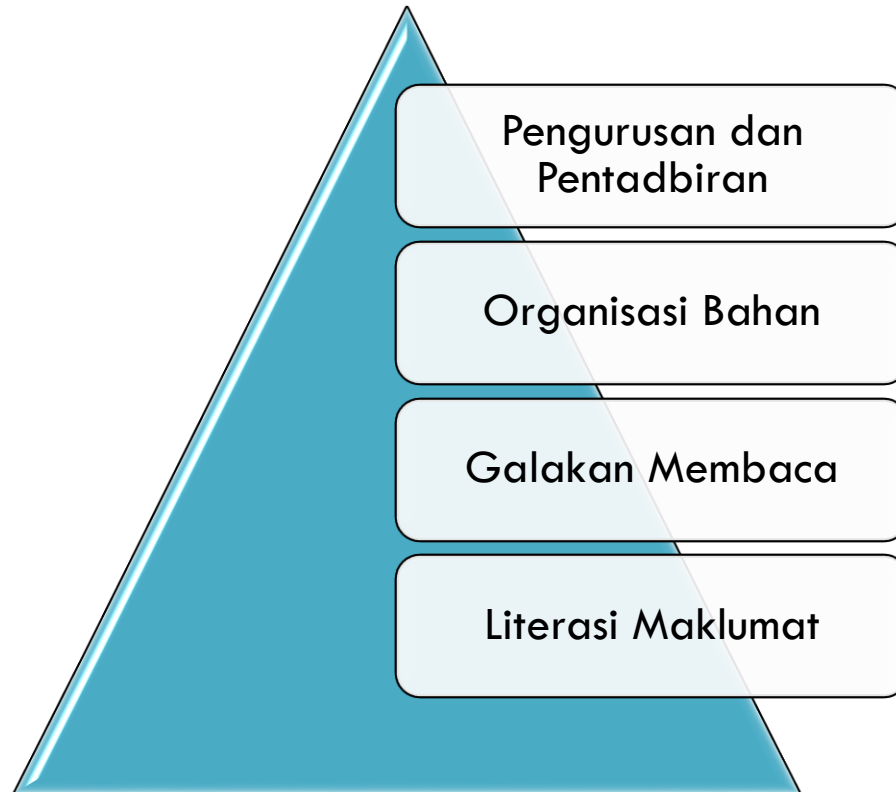 Pengurusan dan
Pentadbiran
Organisasi Bahan
Galakan Membaca
Literasi Maklumat